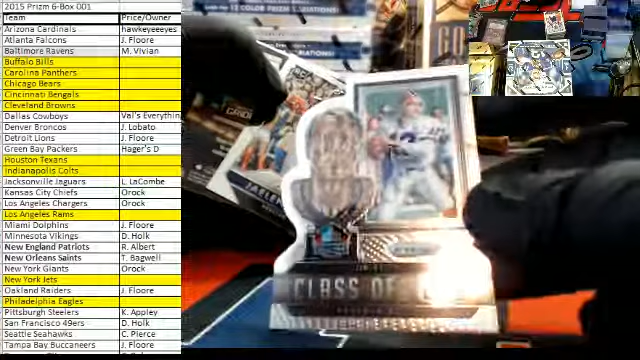 2015 Prizm 6-Box 001
Team Price/Owner
Arizona Cardinals hawkeyeeyes
Atlanta Falcons J. Floore
Baltimore Ravens M. Vivian
Buffalo Bills
Carolina Panthers
Chicago Bears
Cincinnati Bengals
Cleveland Browns
Dallas Cowboys Val's Everythin
Denver Broncos J. Lobato
Detroit Lions J. Floore
Green Bay Packers Hager's D
Houston Texans
Indianapolis Colts
Jacksonville Jaguars L. LaCombe
Kansas City Chiefs Orock
Los Angeles Chargers Orock
Los Angeles Rams
Miami Dolphins J. Floore
Minnesota Vikings D. Holk
New England Patriots R. Albert
New Orleans Saints T. Bagwell
New York Giants Orock
New York Jets
Oakland Raiders J. Floore
Philadelphia Eagles
Pittsburgh Steelers K. Appley
San Francisco 49ers D. Holk
Seattle Seahawks C. Pierce
Tampa Bay Buccaneers J. Floore
CLASS OF